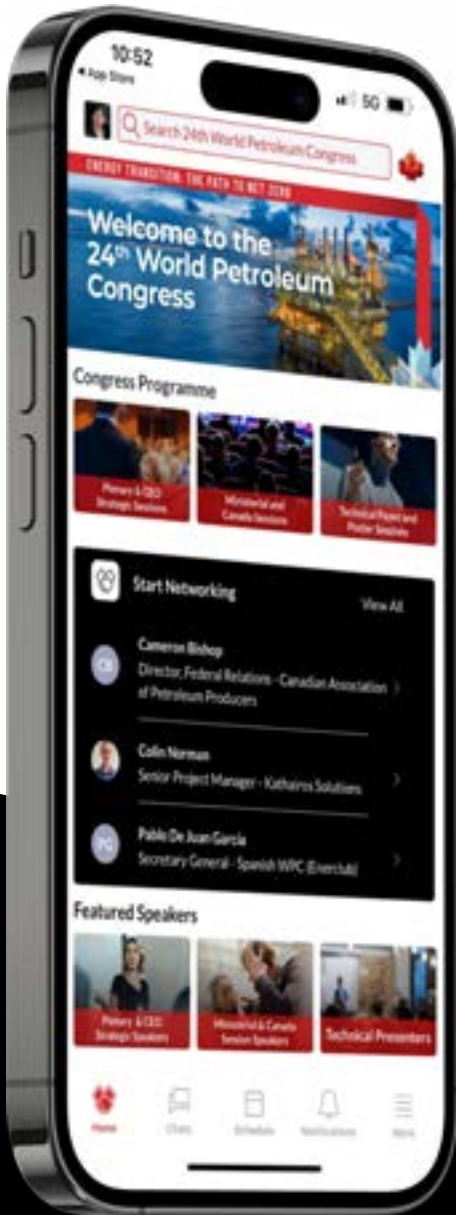 10:52
App Store
5G
Search 24th World Petroleum Congress
ENERGY TRANSITION: THE PATH TO NET ZERO
Welcome to the
24th World Petroleum
Congress
Congress Programme
Plenary & CEO
Strategic Sessions
Ministerial and
Canada Sessions
Technical Paper and
Poster Sessions
Start Networking
View All
CB
Cameron Bishop
Director, Federal Relations - Canadian Association
of Petroleum Producers
Colin Norman
Senior Project Manager - Kathairos Solutions
PG
Pablo De Juan García
Secretary General - Spanish WPC (Enerclub)
Featured Speakers
Plenary & CEO
Strategic Speakers
Ministerial & Canada
Session Speakers
Technical Presenters
Home
Chats
Schedule
Notifications
More